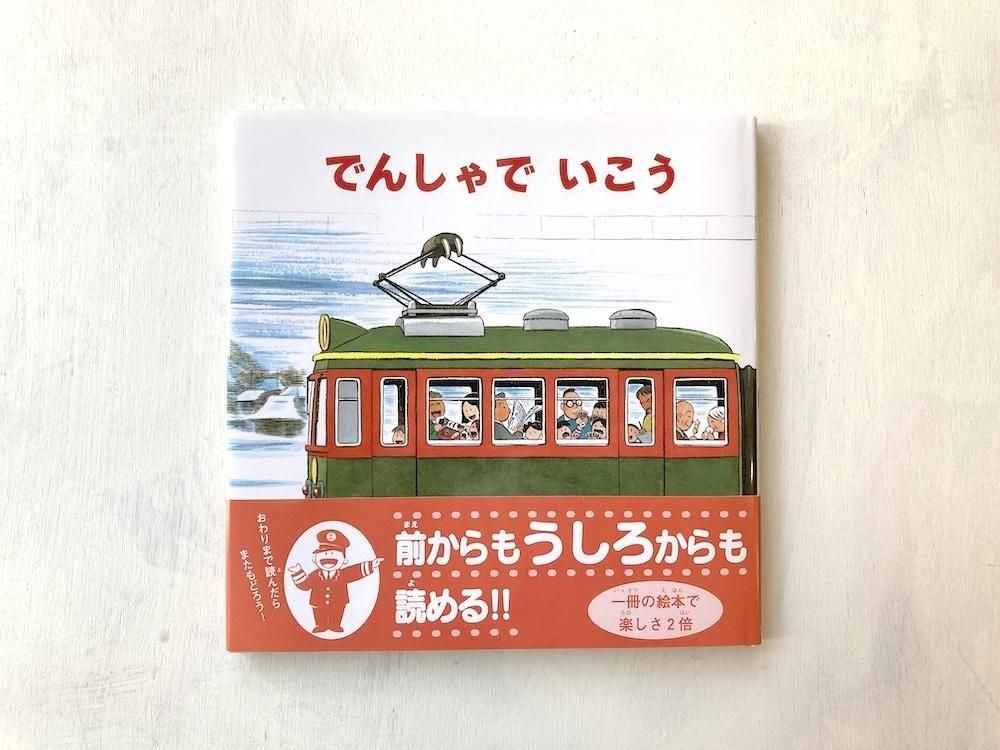 でんしゃで いこう
おわりまで読んだら
またもどろう！
前からもうしろからも
読める!!
一冊の絵本で
楽しさ2倍